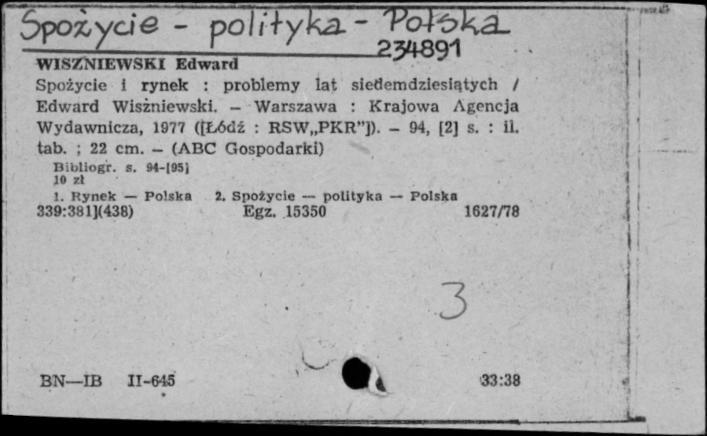 Spożycie - polityka - Polska
234891
WISZNIEWSKI Edward
Spożycie i rynek : problemy lat siedemdziesiątych /
Edward Wiszniewski. — Warszawa : Krajowa Agencja
Wydawnicza, 1977 ([Łódź : RSW„PKR"]). — 94, [2] s. : il.
tab. ; 22 cm. — (ABC Gospodarki)
Bibliogr. s. 94-[95]
10 zł
1. Rynek — Polska 2. Spożycie — polityka — Polska
339:381](438) Egz. 15350 1627/78
3
BN—IB II-645 33:38